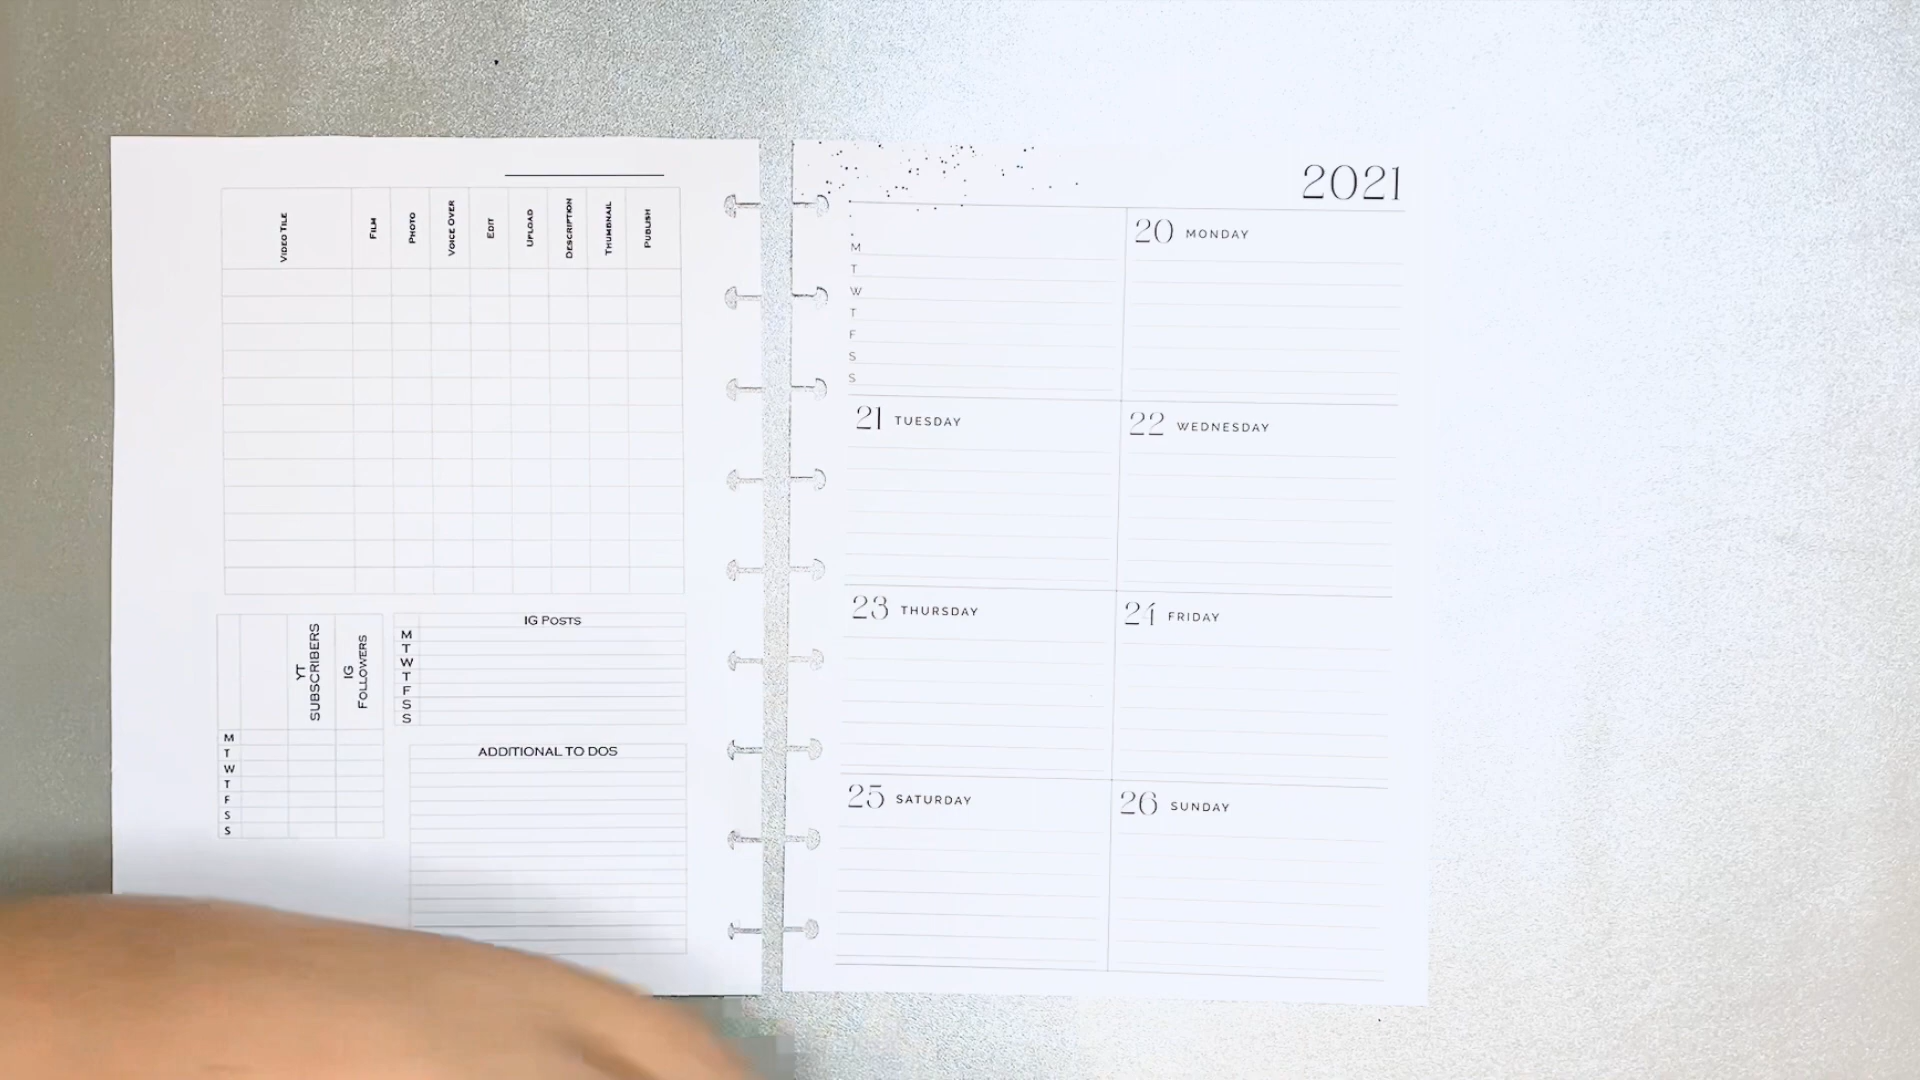 VIDEO TILE
FILM
PHOTO
VOICE OVER
EDIT
UPLOAD
DESCRIPTION
THUMBNAIL
PUBLISH
YT
SUBSCRIBERS
IG
FOLLOWERS
M
T
W
T
F
S
S
IG POSTS
M
T
W
T
F
S
S
ADDITIONAL TO DOS
2021
M
T
W
T
F
S
S
20 MONDAY
21 TUESDAY
22 WEDNESDAY
23 THURSDAY
24 FRIDAY
25 SATURDAY
26 SUNDAY